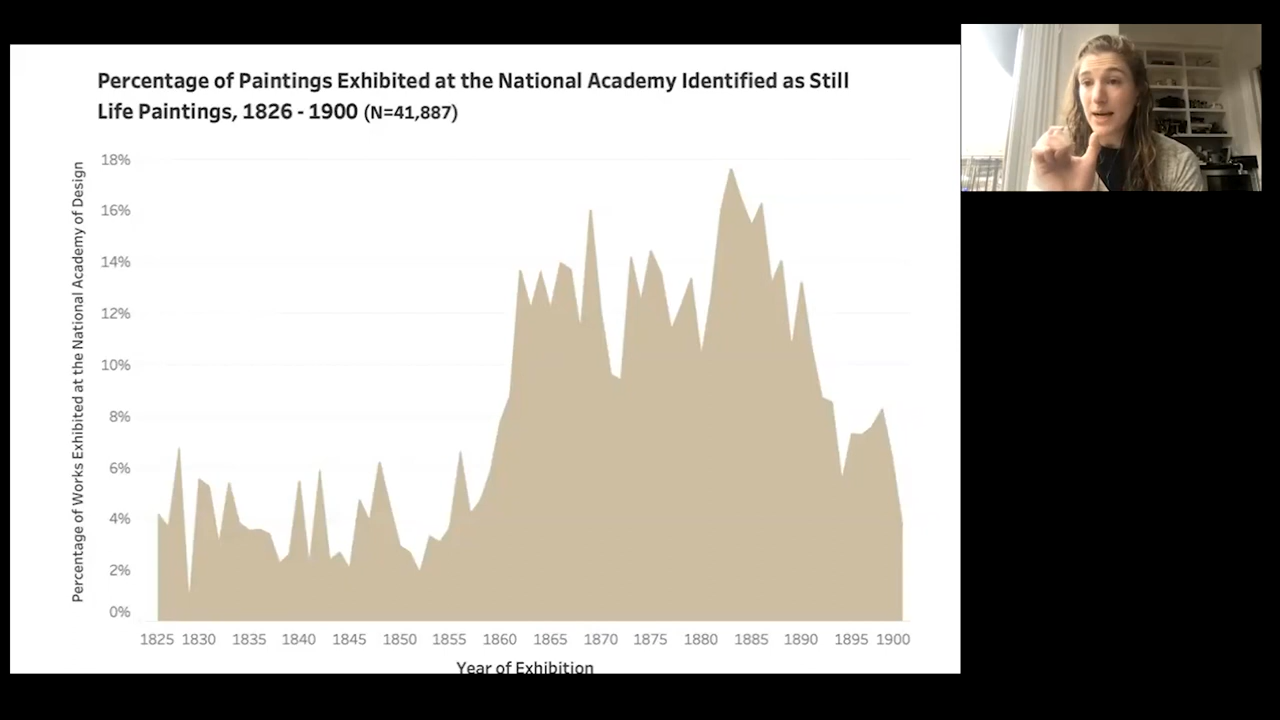 Percentage of Paintings Exhibited at the National Academy Identified as Still
Life Paintings, 1826 - 1900 (N=41,887)
Percentage of Works Exhibited at the National Academy of Design
18%
16%
14%
12%
10%
8%
6%
4%
2%
0%
1825 1830 1835 1840 1845 1850 1855 1860 1865 1870 1875 1880 1885 1890 1895 1900
Year of Exhibition